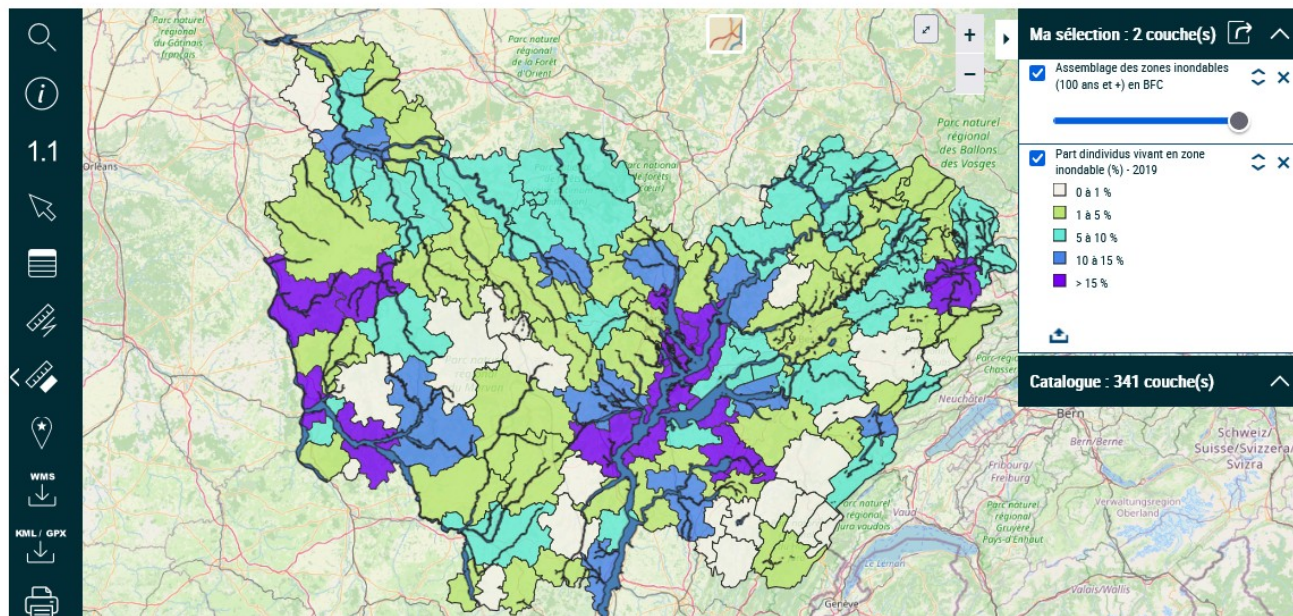 Parc naturel
régional
du Gâtinais
français
Parc naturel
régional
de la Forêt
d'Orient
Parc naturel
régional
des Ballons
des Vosges
Orléans
1.1
WMS
KML / GPX
+
−
Ma sélection : 2 couche(s)
Assemblage des zones inondables
(100 ans et +) en BFC
Part dindividus vivant en zone
inondable (%) - 2019
0 à 1 %
1 à 5 %
5 à 10 %
10 à 15 %
> 15 %
Catalogue : 341 couche(s)
Neuchâtel
Bern
Bern/Berne
Schweiz/
Suisse/Svizzera/
Svizra
Fribourg/
Freiburg
Parc naturel
régional
Gruyère
Pays-d'Enhaut
Verwaltungsregion
Oberland
Parc naturel
régional
Jura vaudois
Vaud
Le Léman
Genève
Valais/Wallis